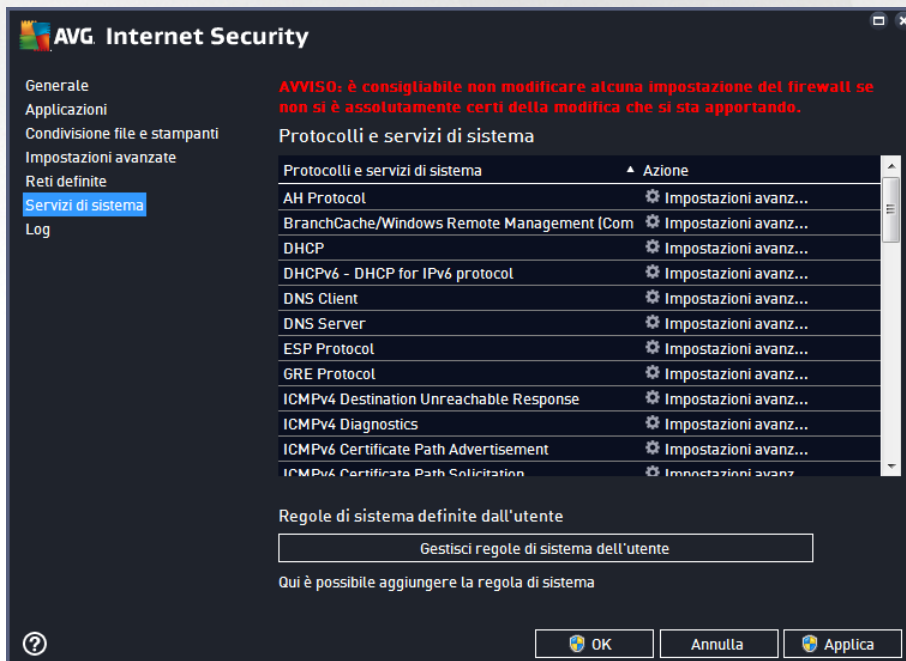 AVG Internet Security
Generale
Applicazioni
Condivisione file e stampanti
Impostazioni avanzate
Reti definite
Servizi di sistema
Log
AVVISO: è consigliabile non modificare alcuna impostazione del firewall se
non si è assolutamente certi della modifica che si sta apportando.
Protocolli e servizi di sistema
Protocolli e servizi di sistema Azione
AH Protocol Impostazioni avanz...
BranchCache/Windows Remote Management (Com Impostazioni avanz...
DHCP Impostazioni avanz...
DHCPv6 - DHCP for IPv6 protocol Impostazioni avanz...
DNS Client Impostazioni avanz...
DNS Server Impostazioni avanz...
ESP Protocol Impostazioni avanz...
GRE Protocol Impostazioni avanz...
ICMPv4 Destination Unreachable Response Impostazioni avanz...
ICMPv4 Diagnostics Impostazioni avanz...
ICMPv6 Certificate Path Advertisement Impostazioni avanz...
ICMPv6 Certificate Path Solicitation Impostazioni avanz
Regole di sistema definite dall'utente
Gestisci regole di sistema dell'utente
Qui è possibile aggiungere la regola di sistema
? OK Annulla Applica